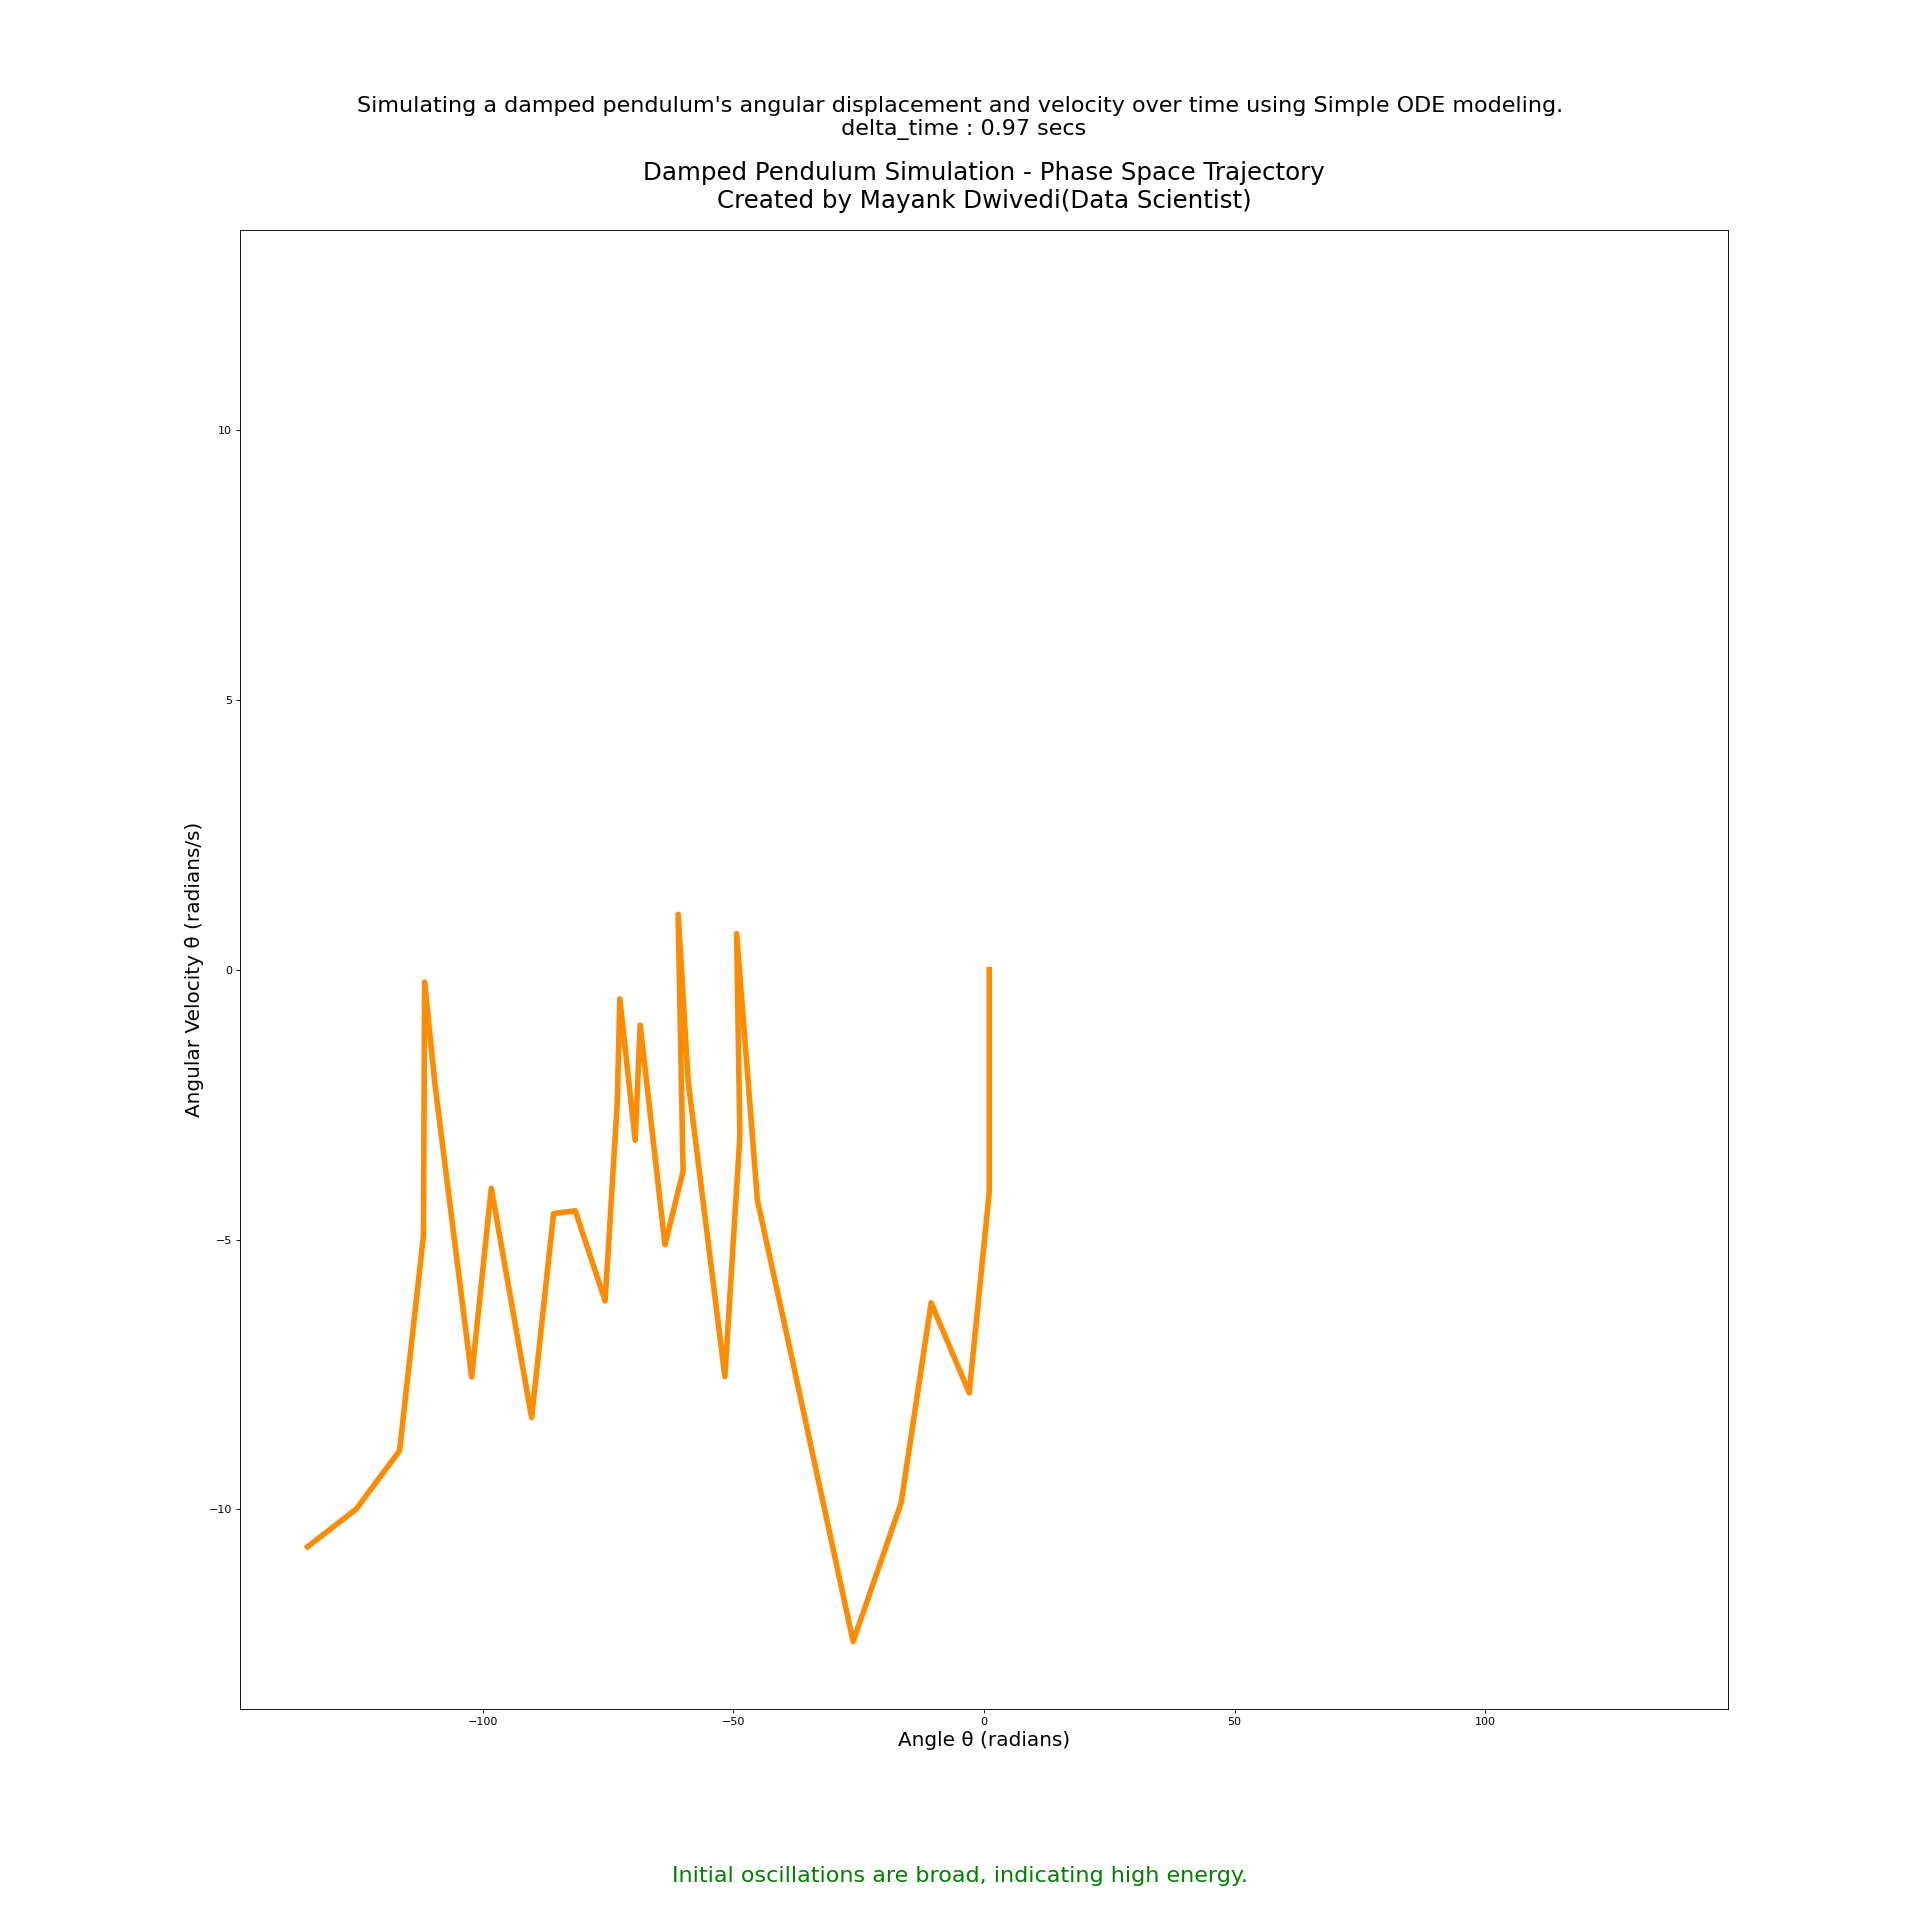 Simulating a damped pendulum's angular displacement and velocity over time using Simple ODE modeling.
delta_time : 0.97 secs
Damped Pendulum Simulation - Phase Space Trajectory
Created by Mayank Dwivedi(Data Scientist)
Angular Velocity θ (radians/s)
10
5
0
−5
−10
−100
−50
0
50
100
Angle θ (radians)
Initial oscillations are broad, indicating high energy.